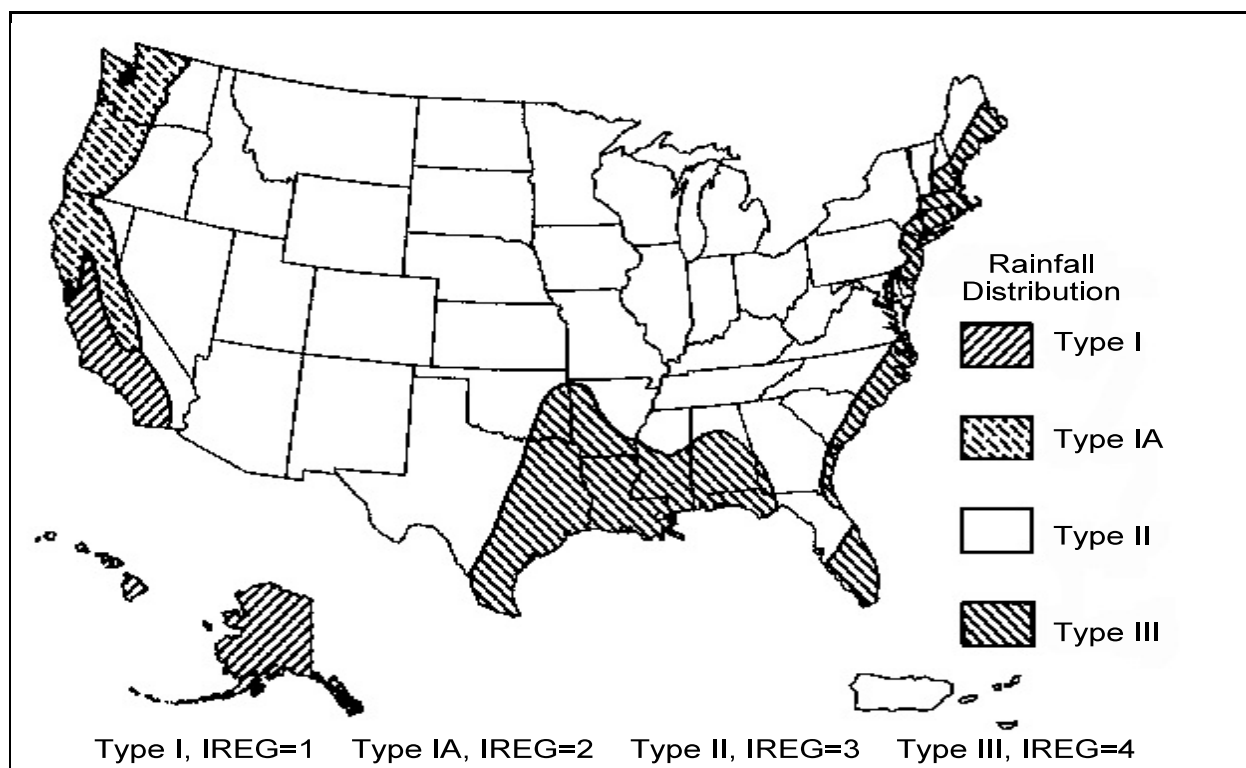 Rainfall
Distribution
Type I
Type IA
Type II
Type III
Type I, IREG=1 Type IA, IREG=2 Type II, IREG=3 Type III, IREG=4